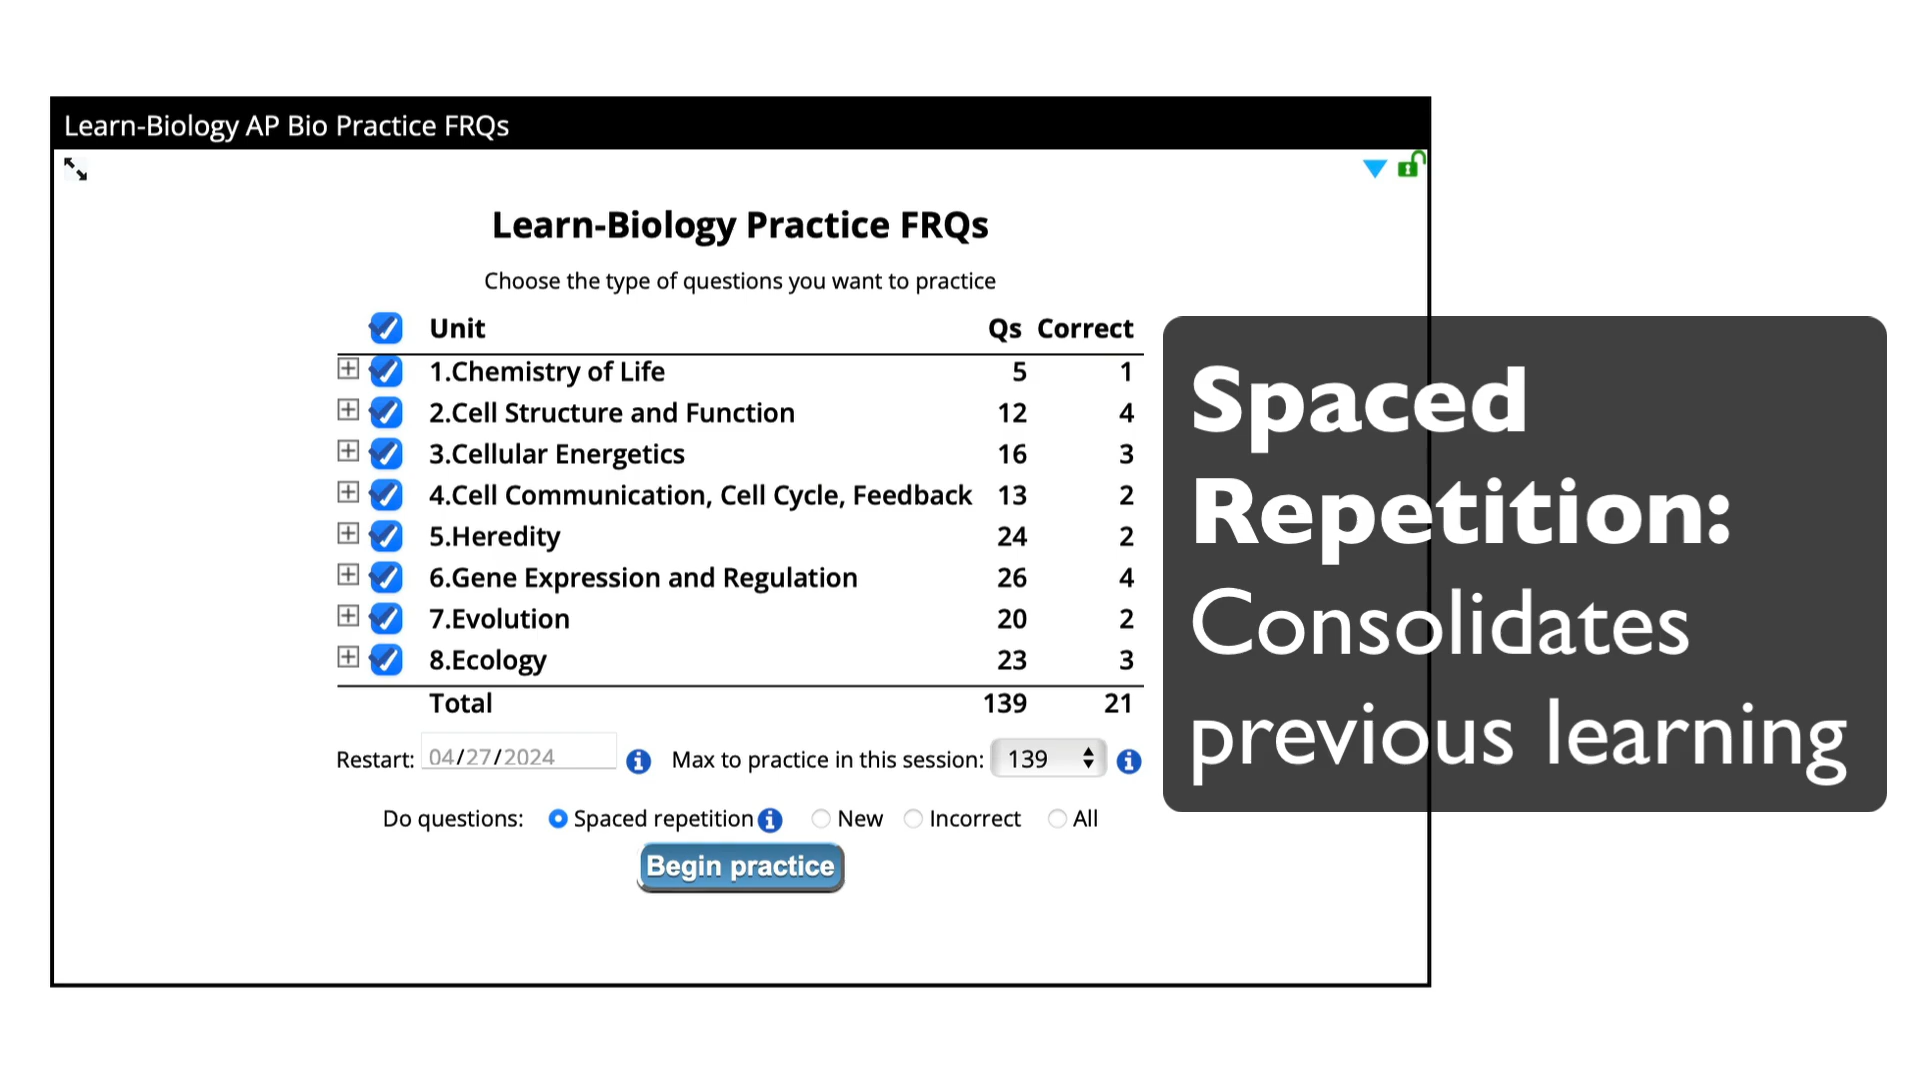 Learn-Biology AP Bio Practice FRQs
Learn-Biology Practice FRQs
Choose the type of questions you want to practice
Unit Qs Correct
1.Chemistry of Life 5 1
2.Cell Structure and Function 12 4
3.Cellular Energetics 16 3
4.Cell Communication, Cell Cycle, Feedback 13 2
5.Heredity 24 2
6.Gene Expression and Regulation 26 4
7.Evolution 20 2
8.Ecology 23 3
Total 139 21
Restart: 04/27/2024 Max to practice in this session: 139
Do questions: Spaced repetition New Incorrect All
Begin practice
Spaced
Repetition:
Consolidates
previous learning